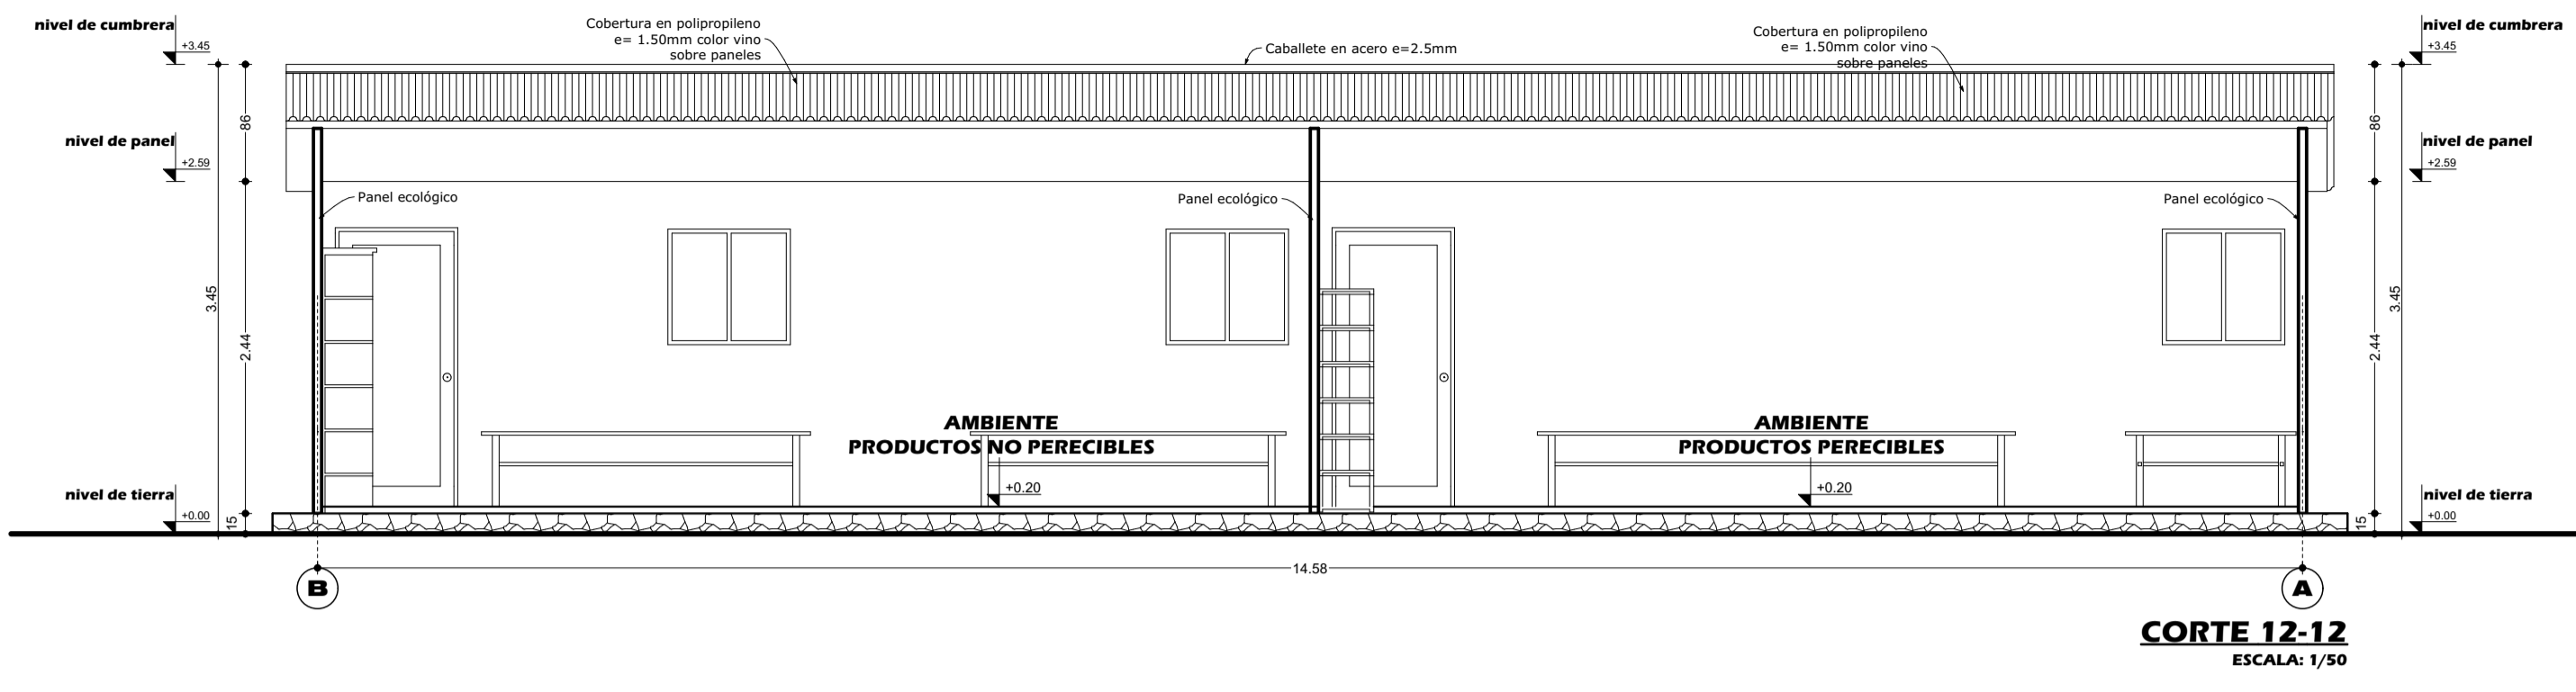 nivel de cumbrera
+3.45
Cobertura en polipropileno
e= 1.50mm color vino
sobre paneles
Caballete en acero e=2.5mm
Cobertura en polipropileno
e= 1.50mm color vino
sobre paneles
nivel de cumbrera
+3.45
86
86
nivel de panel
+2.59
nivel de panel
+2.59
Panel ecológico
Panel ecológico
Panel ecológico
3.45
2.44
2.44
3.45
AMBIENTE
PRODUCTOS NO PERECIBLES
+0.20
AMBIENTE
PRODUCTOS PERECIBLES
+0.20
nivel de tierra
+0.00
15
nivel de tierra
+0.00
15
14.58
B
A
CORTE 12-12
ESCALA: 1/50